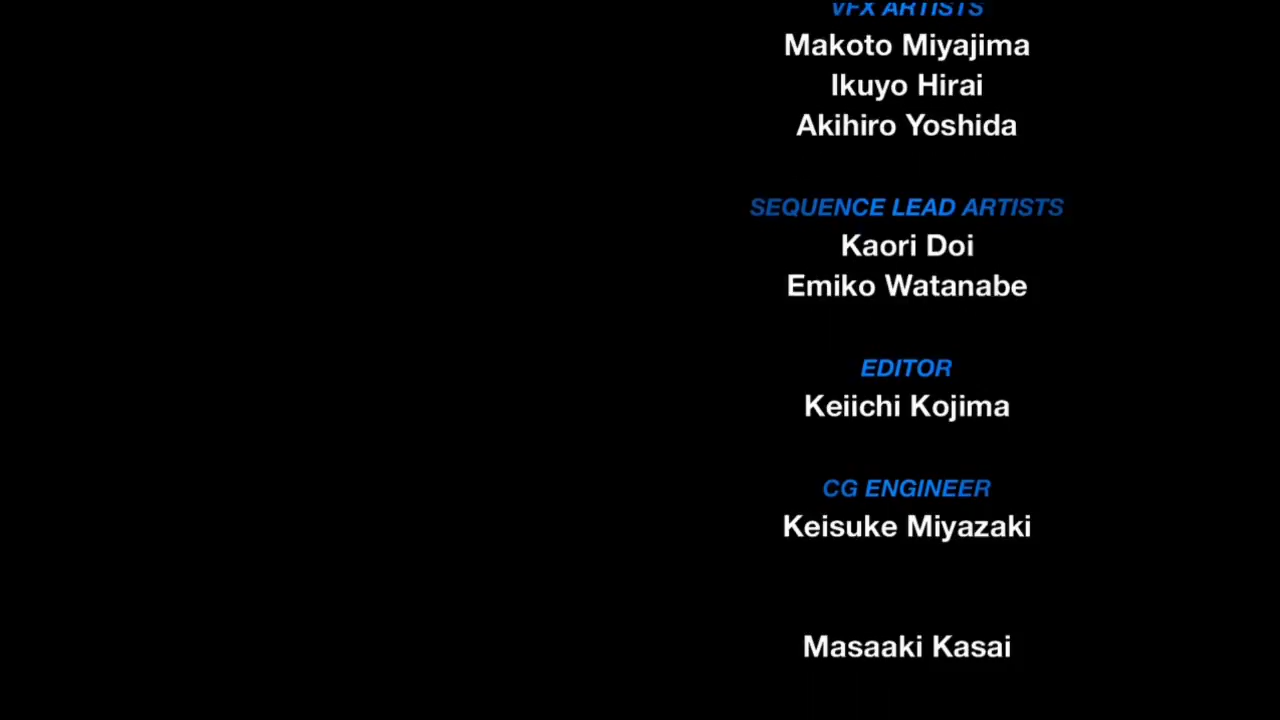 VFX ARTISTS
Makoto Miyajima
Ikuyo Hirai
Akihiro Yoshida
SEQUENCE LEAD ARTISTS
Kaori Doi
Emiko Watanabe
EDITOR
Keiichi Kojima
CG ENGINEER
Keisuke Miyazaki
Masaaki Kasai